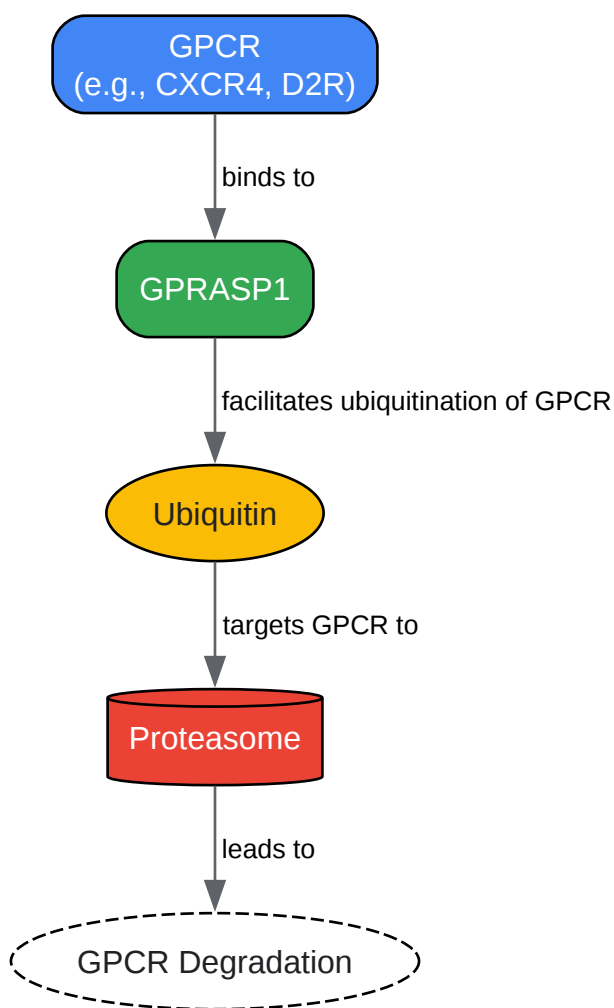 GPCR
(e.g., CXCR4, D2R)
binds to
GPRASP1
facilitates ubiquitination of GPCR
Ubiquitin
targets GPCR to
Proteasome
leads to
GPCR Degradation